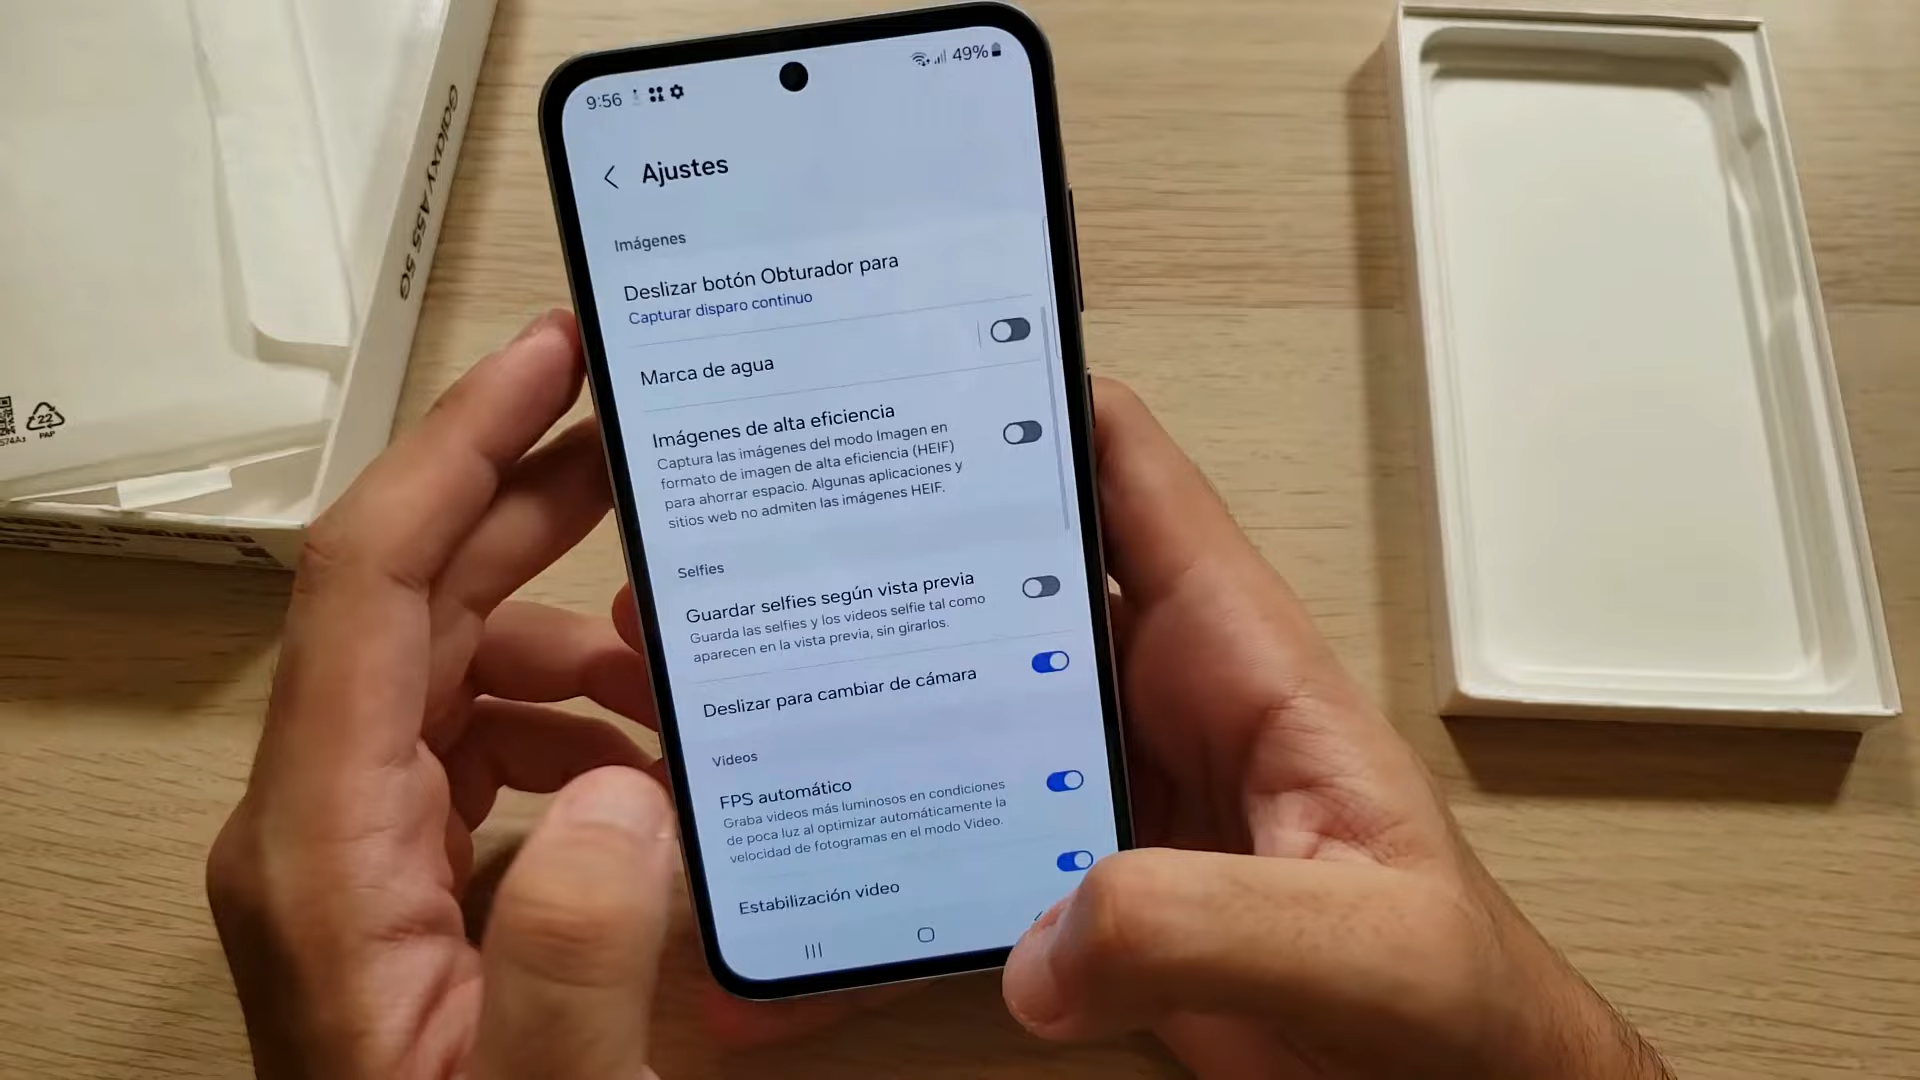 Galaxy A55 5G
22
PAP
9:56
49%
Ajustes
Imágenes
Deslizar botón Obturador para
Capturar disparo continuo
Marca de agua
Imágenes de alta eficiencia
Captura las imágenes del modo Imagen en
formato de imagen de alta eficiencia (HEIF)
para ahorrar espacio. Algunas aplicaciones y
sitios web no admiten las imágenes HEIF.
Selfies
Guardar selfies según vista previa
Guarda las selfies y los videos selfie tal como
aparecen en la vista previa, sin girarlos.
Deslizar para cambiar de cámara
Videos
FPS automático
Graba videos más luminosos en condiciones
de poca luz al optimizar automáticamente la
velocidad de fotogramas en el modo Video.
Estabilización video